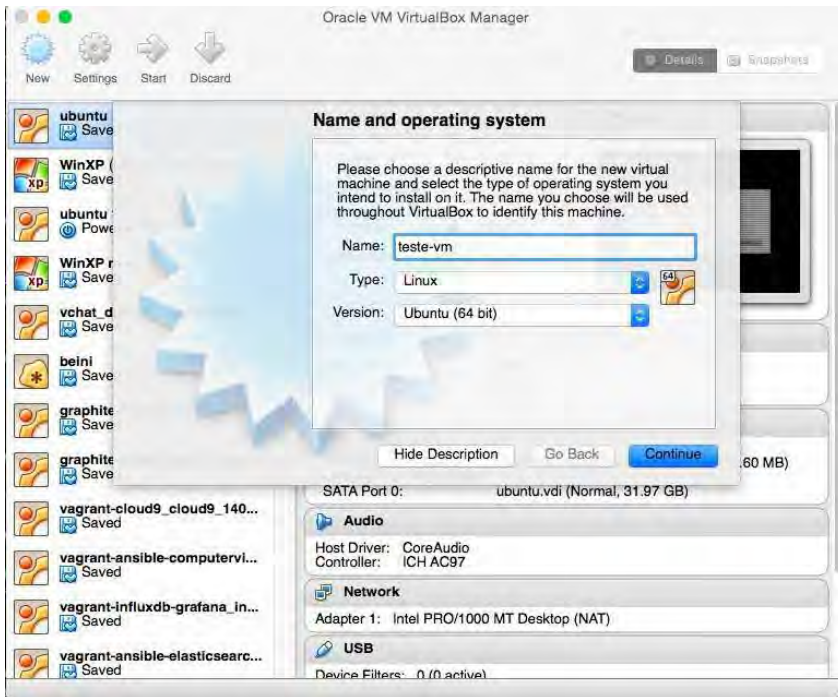 Oracle VM VirtualBox Manager
New Settings Start Discard
Details Snapshots
ubuntu
Save
WinXP (
Save
ubuntu
Powe
WinXP r
Save
vchat_d
Save
beini
Save
graphite
Save
graphite
Save
vagrant-cloud9_cloud9_140...
Saved
vagrant-ansible-computervi...
Saved
vagrant-influxdb-grafana_in...
Saved
vagrant-ansible-elasticsearc...
Saved
Name and operating system
Please choose a descriptive name for the new virtual
machine and select the type of operating system you
intend to install on it. The name you choose will be used
throughout VirtualBox to identify this machine.
Name: teste-vm
Type: Linux
64
Version: Ubuntu (64 bit)
Hide Description Go Back Continue
.60 MB)
SATA Port 0: ubuntu.vdi (Normal, 31.97 GB)
Audio
Host Driver: CoreAudio
Controller: ICH AC97
Network
Adapter 1: Intel PRO/1000 MT Desktop (NAT)
USB
Device Filters: 0 (0 active)